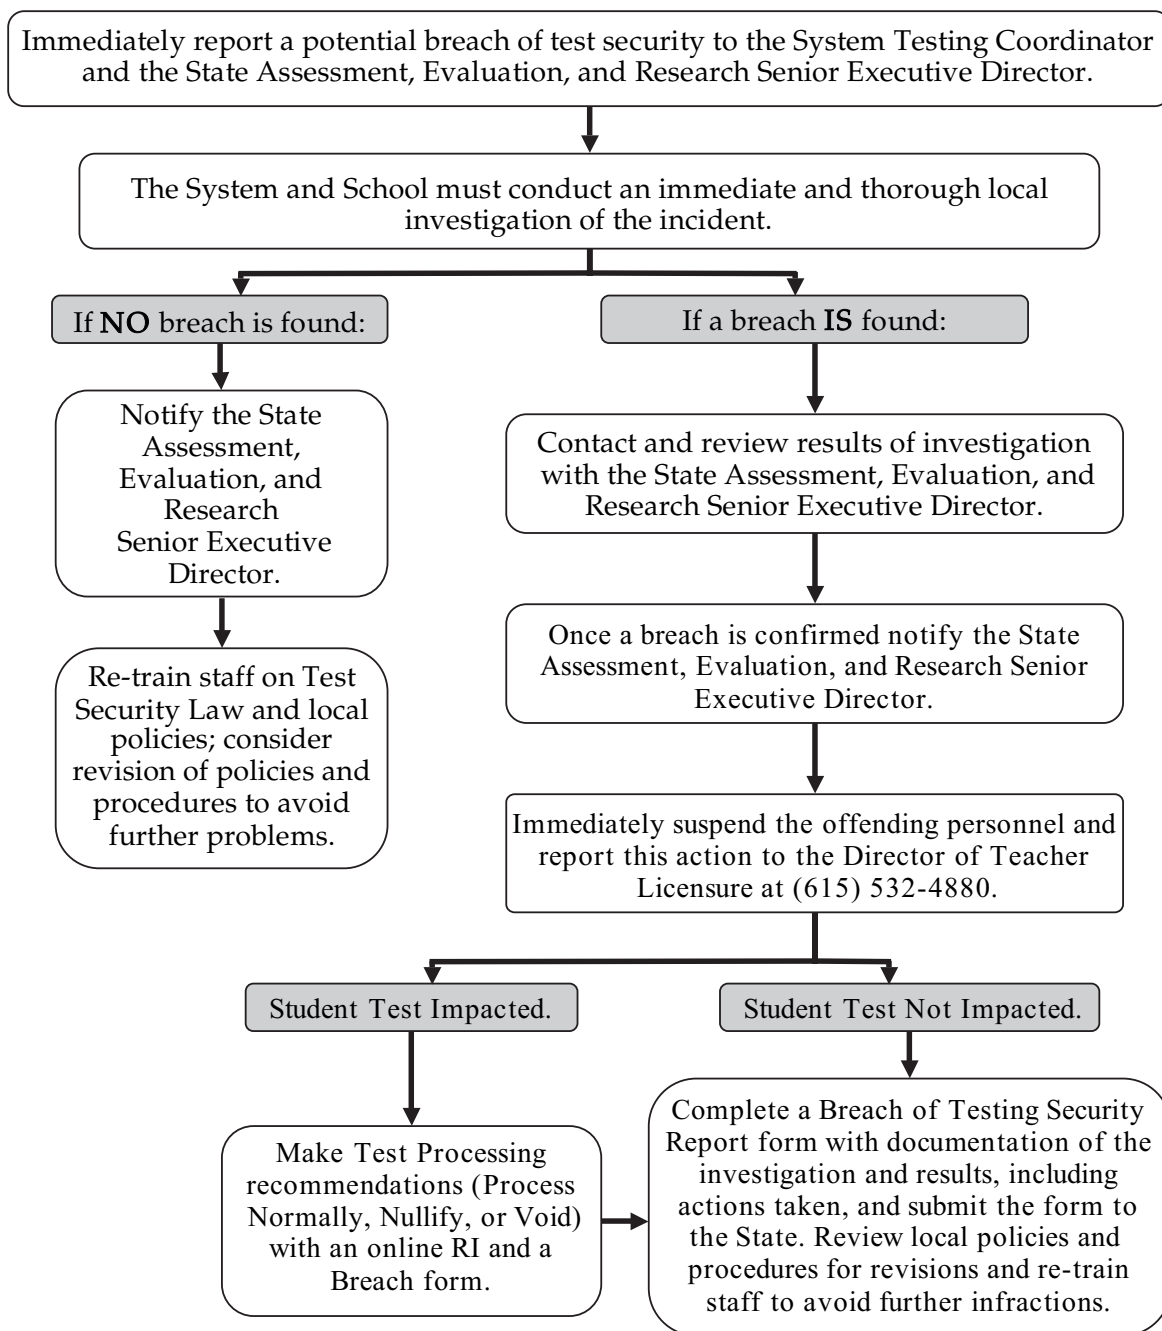 Immediately report a potential breach of test security to the System Testing Coordinator
and the State Assessment, Evaluation, and Research Senior Executive Director.
The System and School must conduct an immediate and thorough local
investigation of the incident.
If NO breach is found:
If a breach IS found:
Notify the State
Assessment,
Evaluation, and
Research
Senior Executive
Director.
Re-train staff on Test
Security Law and local
policies; consider
revision of policies and
procedures to avoid
further problems.
Contact and review results of investigation
with the State Assessment, Evaluation, and
Research Senior Executive Director.
Once a breach is confirmed notify the State
Assessment, Evaluation, and Research Senior
Executive Director.
Immediately suspend the offending personnel and
report this action to the Director of Teacher
Licensure at (615) 532-4880.
Student Test Impacted.
Student Test Not Impacted.
Make Test Processing
recommendations (Process
Normally, Nullify, or Void)
with an online RI and a
Breach form.
Complete a Breach of Testing Security
Report form with documentation of the
investigation and results, including
actions taken, and submit the form to
the State. Review local policies and
procedures for revisions and re-train
staff to avoid further infractions.